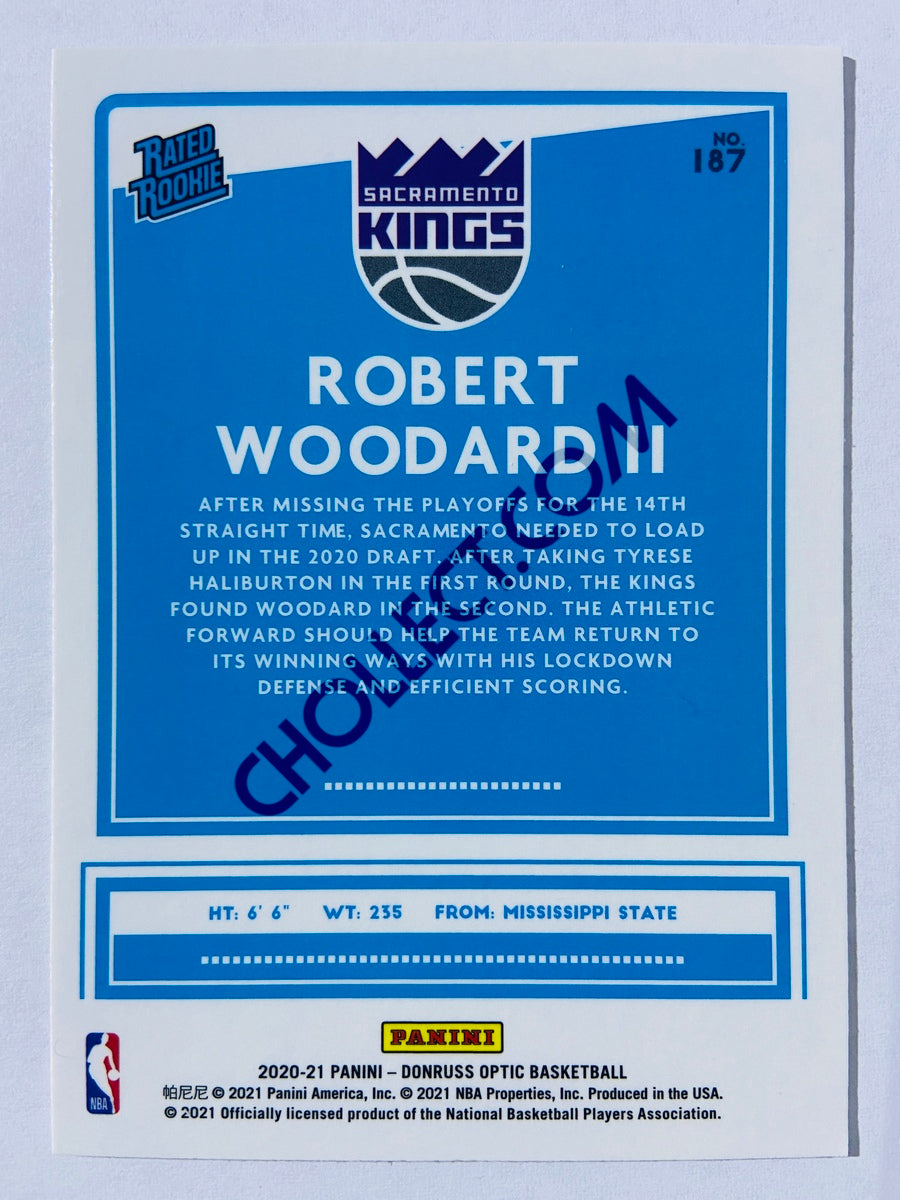 RATED
ROOKIE
NO.
187
SACRAMENTO
KINGS
ROBERT
WOODARD II
AFTER MISSING THE PLAYOFFS FOR THE 14TH
STRAIGHT TIME, SACRAMENTO NEEDED TO LOAD
UP IN THE 2020 DRAFT. AFTER TAKING TYRESE
HALIBURTON IN THE FIRST ROUND, THE KINGS
FOUND WOODARD IN THE SECOND. THE ATHLETIC
FORWARD SHOULD HELP THE TEAM RETURN TO
ITS WINNING WAYS WITH HIS LOCKDOWN
DEFENSE AND EFFICIENT SCORING.
CHOLLECT.COM
HT: 6' 6" WT: 235 FROM: MISSISSIPPI STATE
PANINI
NBA
2020-21 PANINI – DONRUSS OPTIC BASKETBALL
帕尼尼 © 2021 Panini America, Inc. © 2021 NBA Properties, Inc. Produced in the USA.
© 2021 Officially licensed product of the National Basketball Players Association.